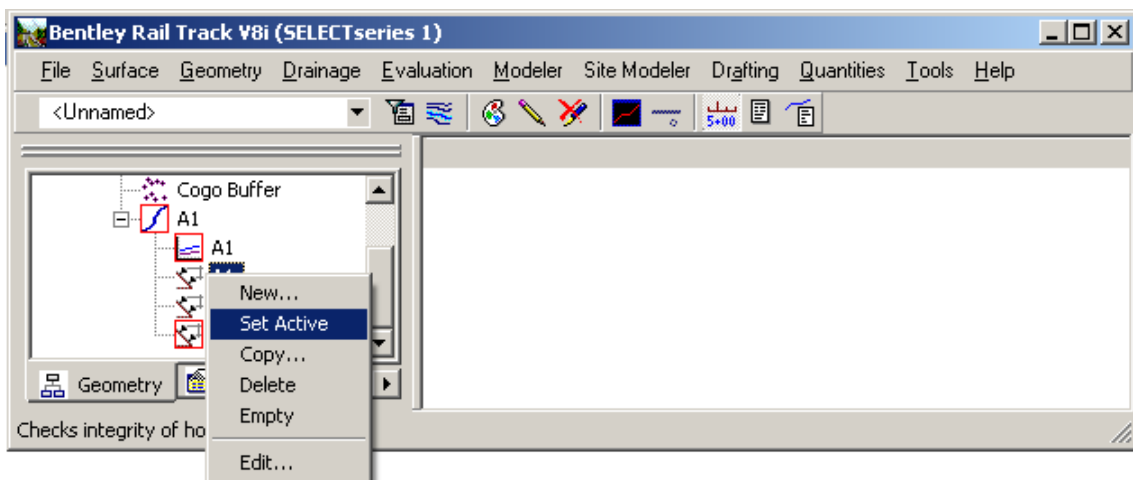 Bentley Rail Track V8i (SELECTseries 1)
File Surface Geometry Drainage Evaluation Modeler Site Modeler Drafting Quantities Tools Help
<Unnamed>
5+00
Cogo Buffer
A1
A1
New...
Set Active
Copy...
Geometry
Delete
Empty
Checks integrity of ho
Edit...